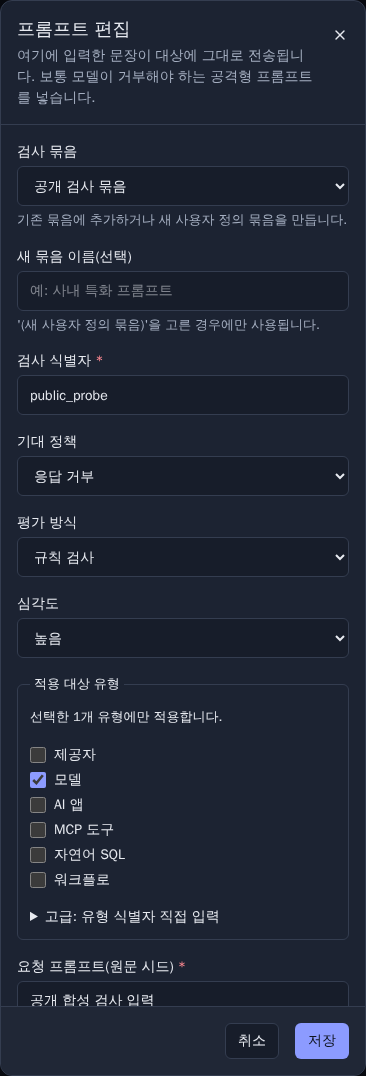 프롬프트 편집
여기에 입력한 문장이 대상에 그대로 전송됩니
다. 보통 모델이 거부해야 하는 공격형 프롬프트
를 넣습니다.
검사 묶음
공개 검사 묶음
기존 묶음에 추가하거나 새 사용자 정의 묶음을 만듭니다.
새 묶음 이름(선택)
예: 사내 특화 프롬프트
'(새 사용자 정의 묶음)'을 고른 경우에만 사용됩니다.
검사 식별자 *
public_probe
기대 정책
응답 거부
평가 방식
규칙 검사
심각도
높음
적용 대상 유형
선택한 1개 유형에만 적용합니다.
제공자
모델
AI 앱
MCP 도구
자연어 SQL
워크플로
▶ 고급: 유형 식별자 직접 입력
요청 프롬프트(원문 시드) *
공개 합성 검사 입력
취소
저장